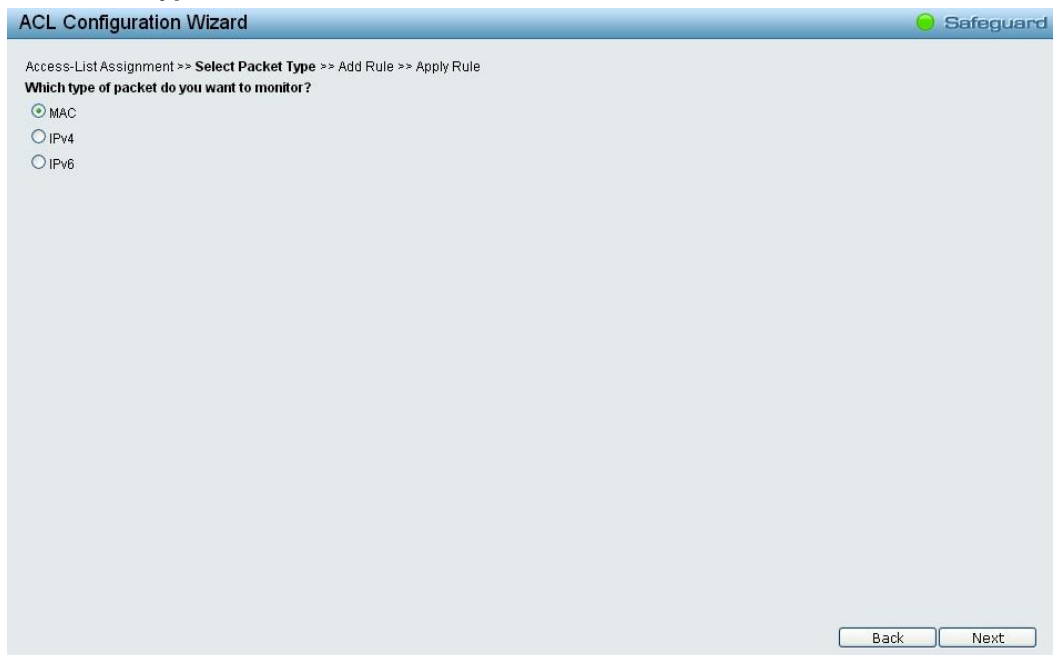 ACL Configuration Wizard
Safeguard
Access-List Assignment >> Select Packet Type >> Add Rule >> Apply Rule
Which type of packet do you want to monitor?
MAC
IPv4
IPv6
Back
Next